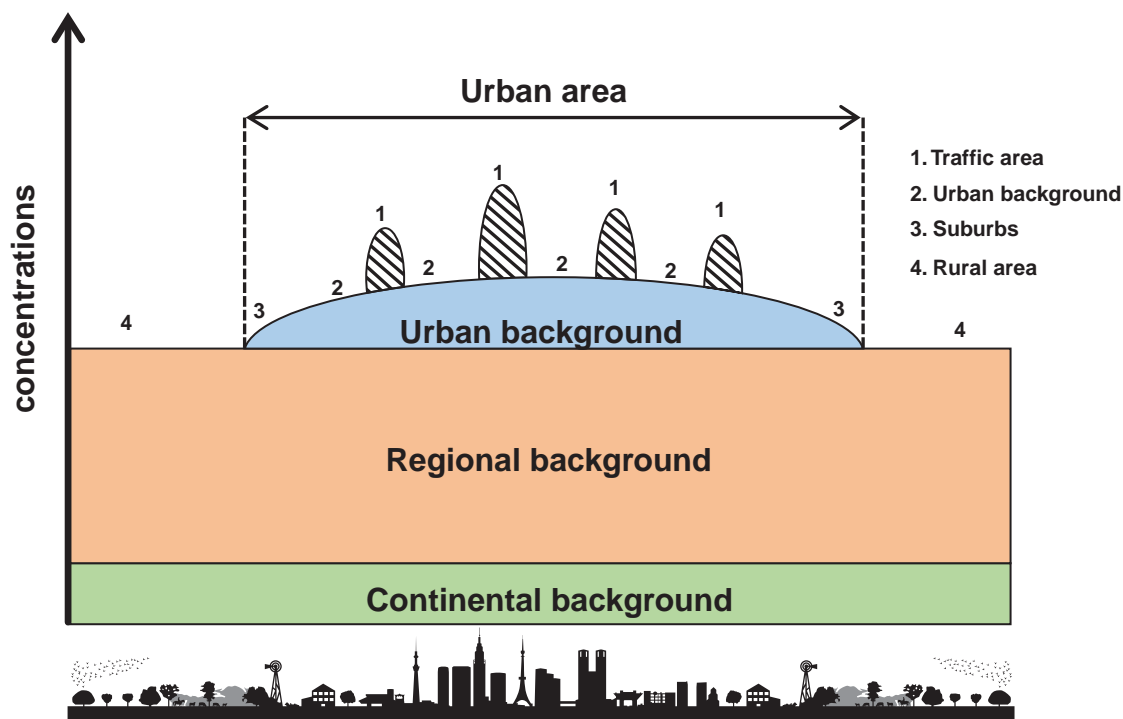 Urban area
1. Traffic area
2. Urban background
3. Suburbs
4. Rural area
concentrations
1
1
1
1
2
2
2
2
3
3
4
4
Urban background
Regional background
Continental background